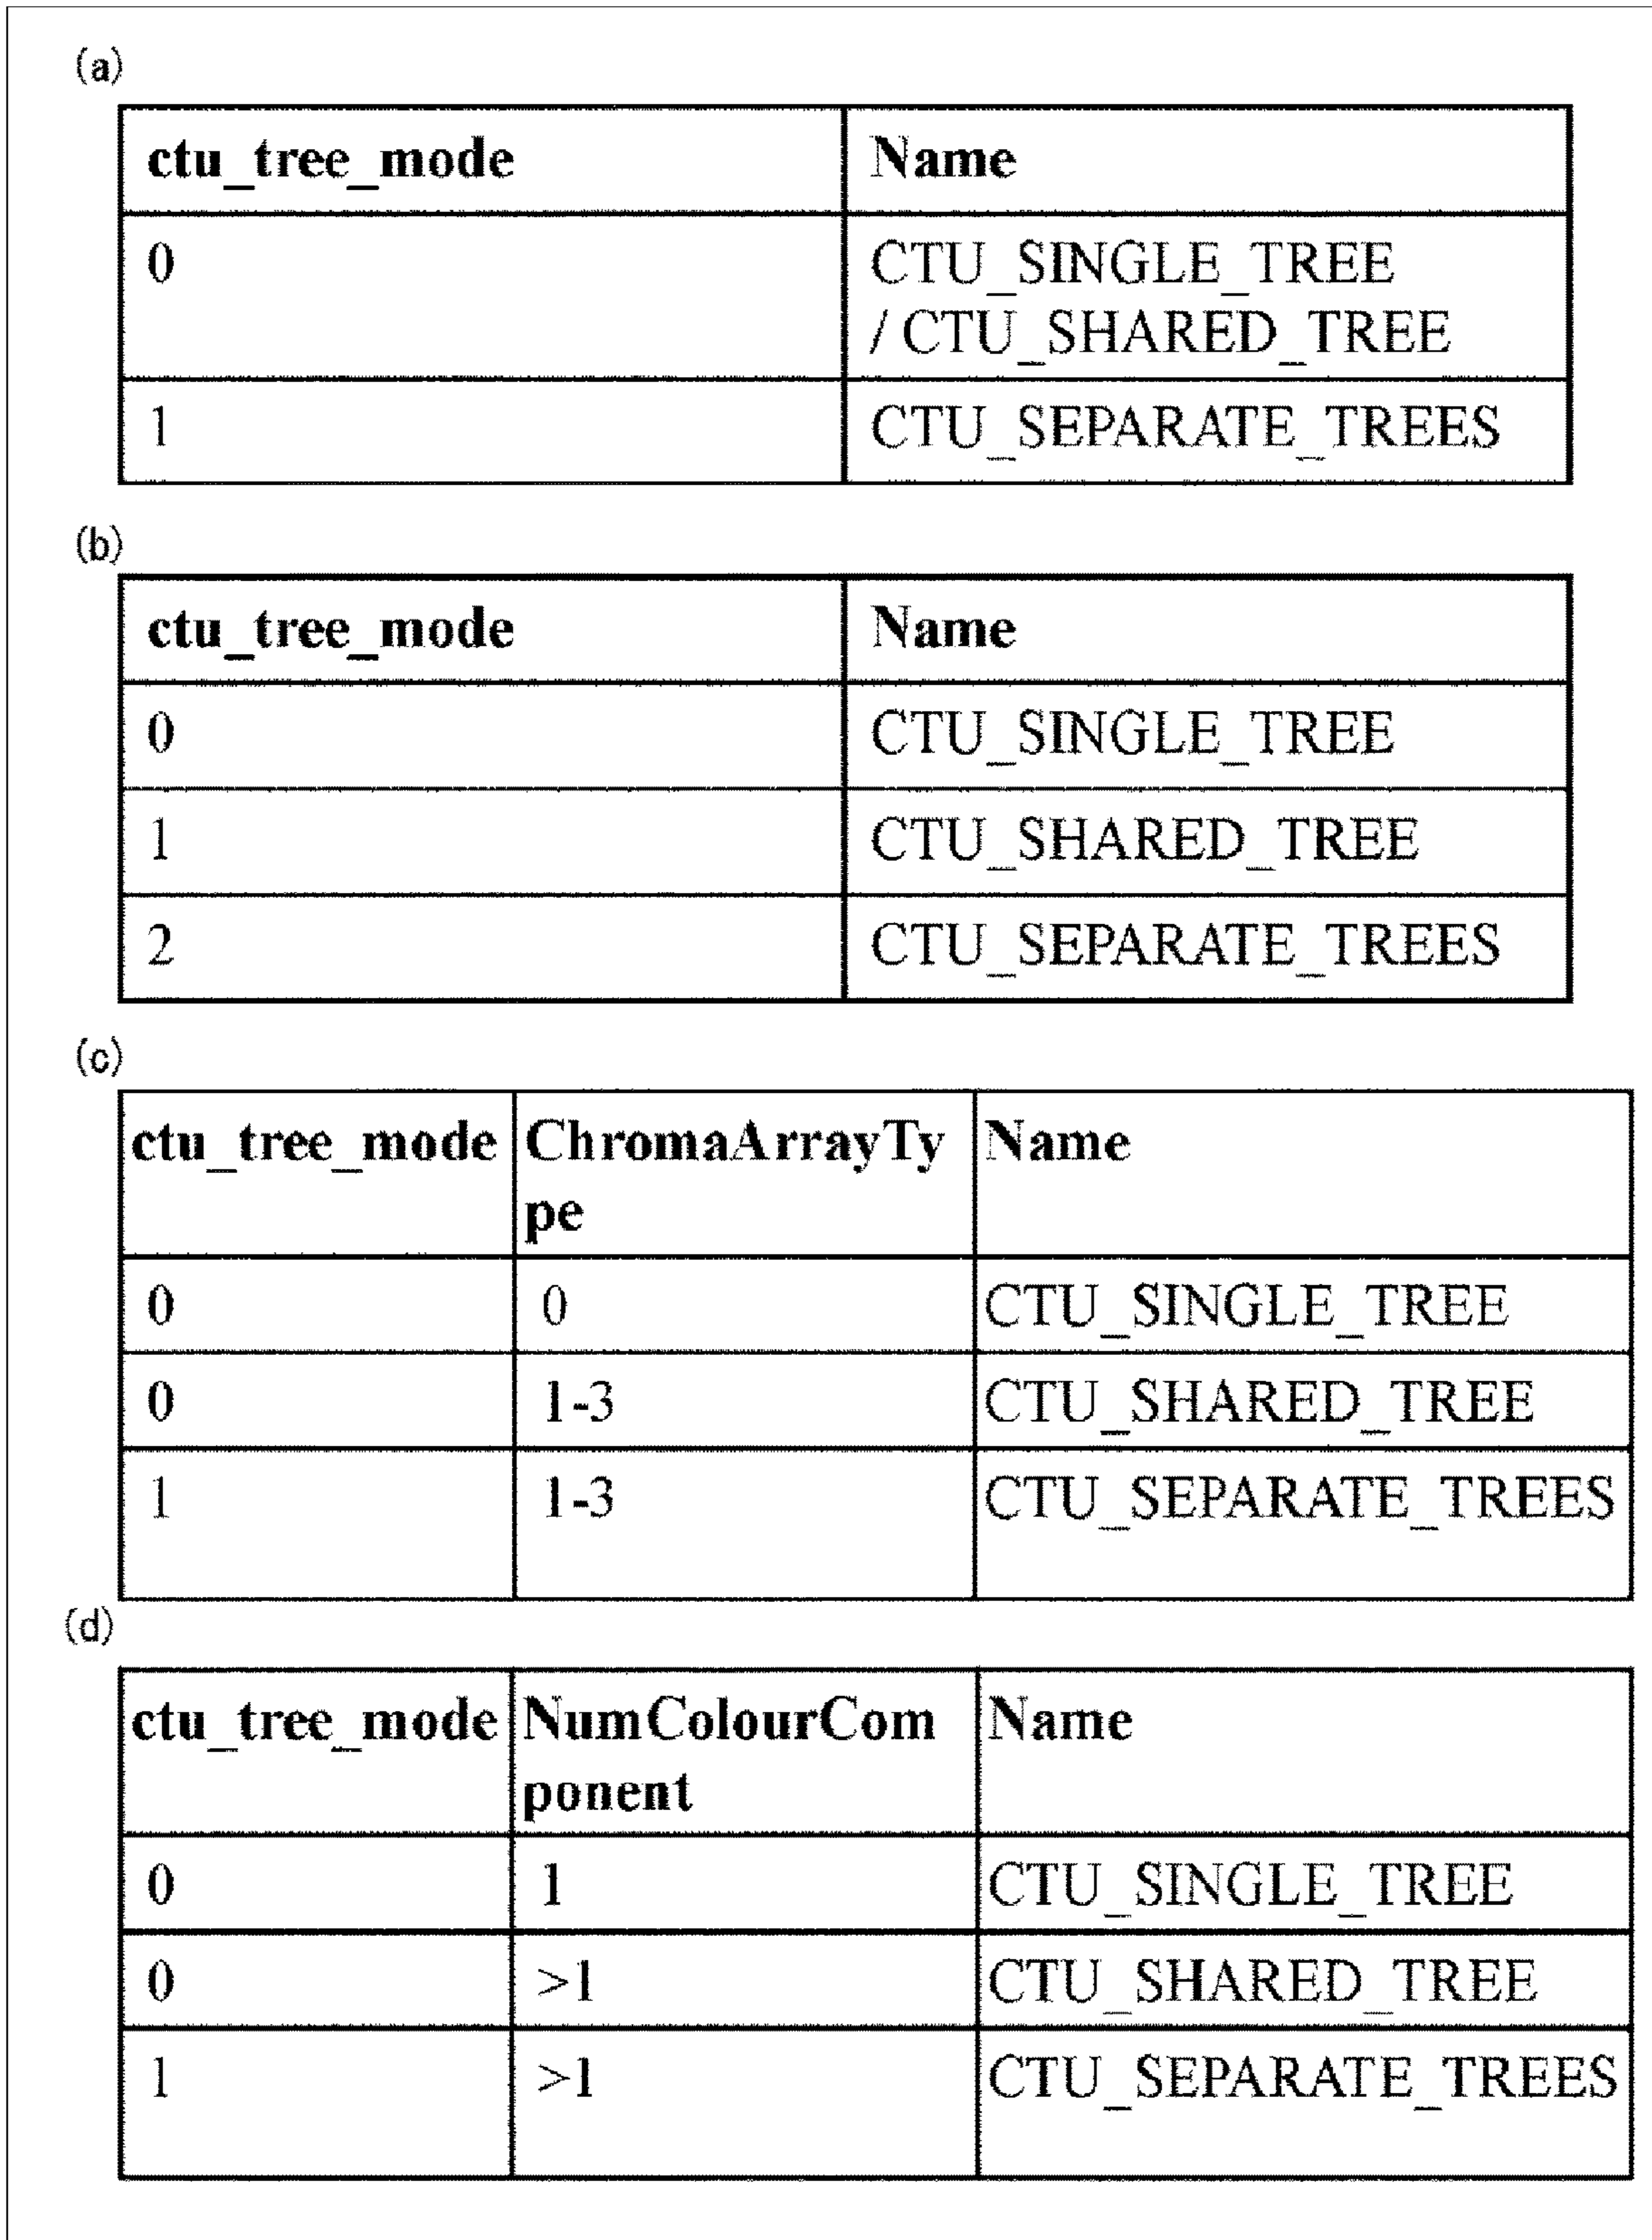 (a)
ctu_tree_mode Name
0 CTU_SINGLE_TREE
/ CTU_SHARED_TREE
1 CTU_SEPARATE_TREES
(b)
ctu_tree_mode Name
0 CTU_SINGLE_TREE
1 CTU_SHARED_TREE
2 CTU_SEPARATE_TREES
(c)
ctu_tree_mode ChromaArrayTy Name
pe
0 0 CTU_SINGLE_TREE
0 1-3 CTU_SHARED_TREE
1 1-3 CTU_SEPARATE_TREES
(d)
ctu_tree_mode NumColourCom Name
ponent
0 1 CTU_SINGLE_TREE
0 >1 CTU_SHARED_TREE
1 >1 CTU_SEPARATE_TREES